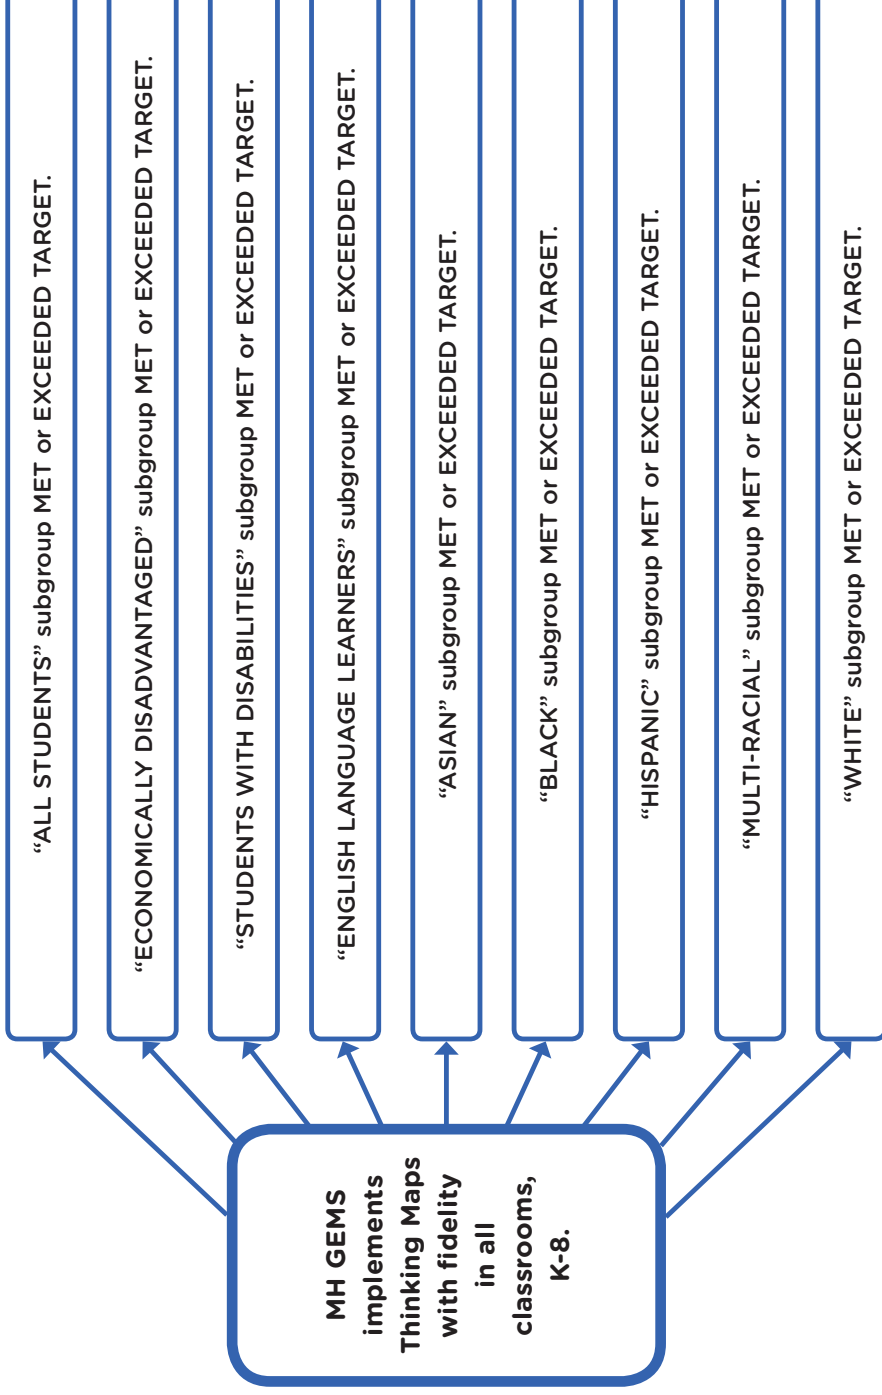 MH GEMS
implements
Thinking Maps
with fidelity
in all
classrooms,
K-8.
“ALL STUDENTS” subgroup MET or EXCEEDED TARGET.
“ECONOMICALLY DISADVANTAGED” subgroup MET or EXCEEDED TARGET.
“STUDENTS WITH DISABILITIES” subgroup MET or EXCEEDED TARGET.
“ENGLISH LANGUAGE LEARNERS” subgroup MET or EXCEEDED TARGET.
“ASIAN” subgroup MET or EXCEEDED TARGET.
“BLACK” subgroup MET or EXCEEDED TARGET.
“HISPANIC” subgroup MET or EXCEEDED TARGET.
“MULTI-RACIAL” subgroup MET or EXCEEDED TARGET.
“WHITE” subgroup MET or EXCEEDED TARGET.